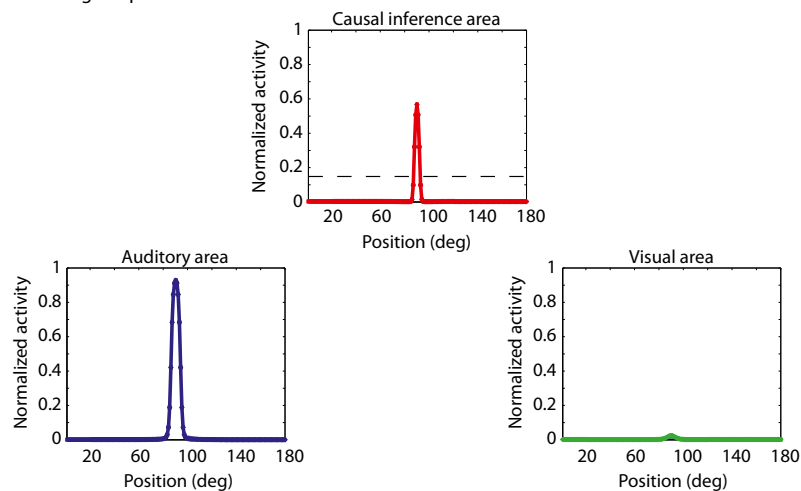 Causal inference area
1
0.8
0.6
0.4
0.2
0
Normalized activity
20 60 100 140 180
Position (deg)
Auditory area
1
0.8
0.6
0.4
0.2
0
Normalized activity
20 60 100 140 180
Position (deg)
Visual area
1
0.8
0.6
0.4
0.2
0
Normalized activity
20 60 100 140 180
Position (deg)